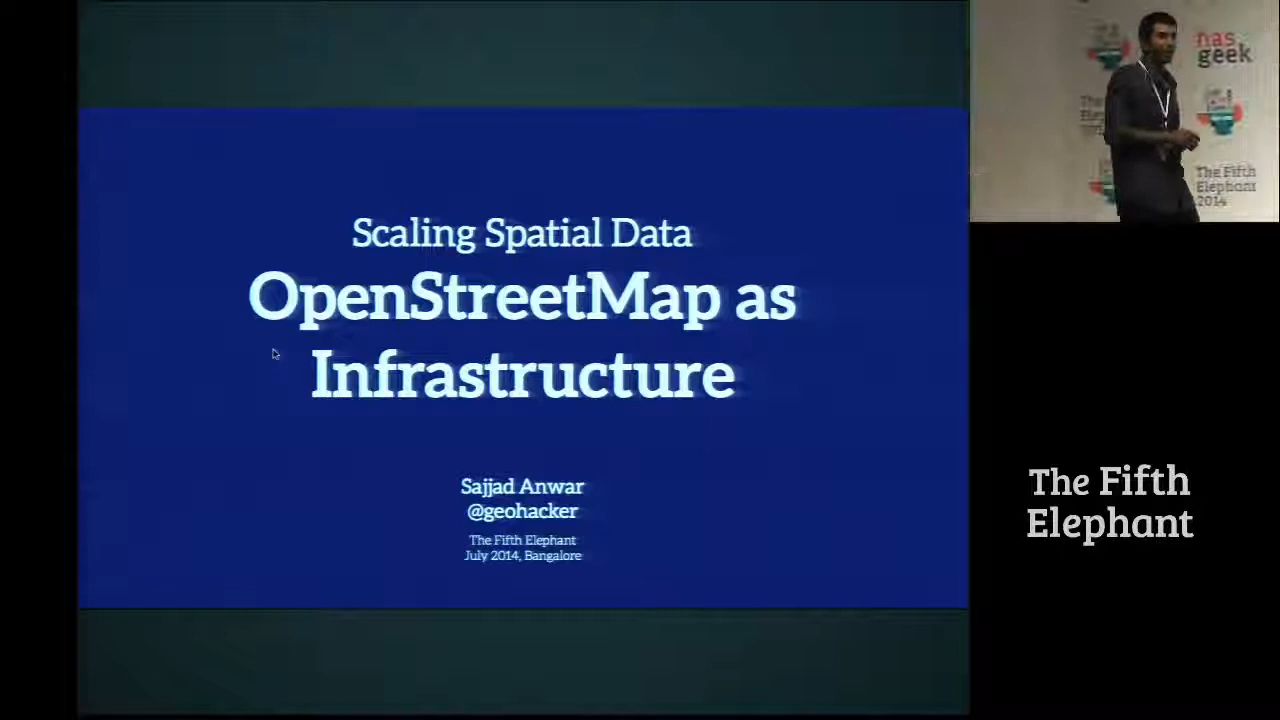 Scaling Spatial Data
OpenStreetMap as
Infrastructure
Sajjad Anwar
@geohacker
The Fifth Elephant
July 2014, Bangalore
has
geek
The Fifth
Elephant
2014
The Fifth
Elephant